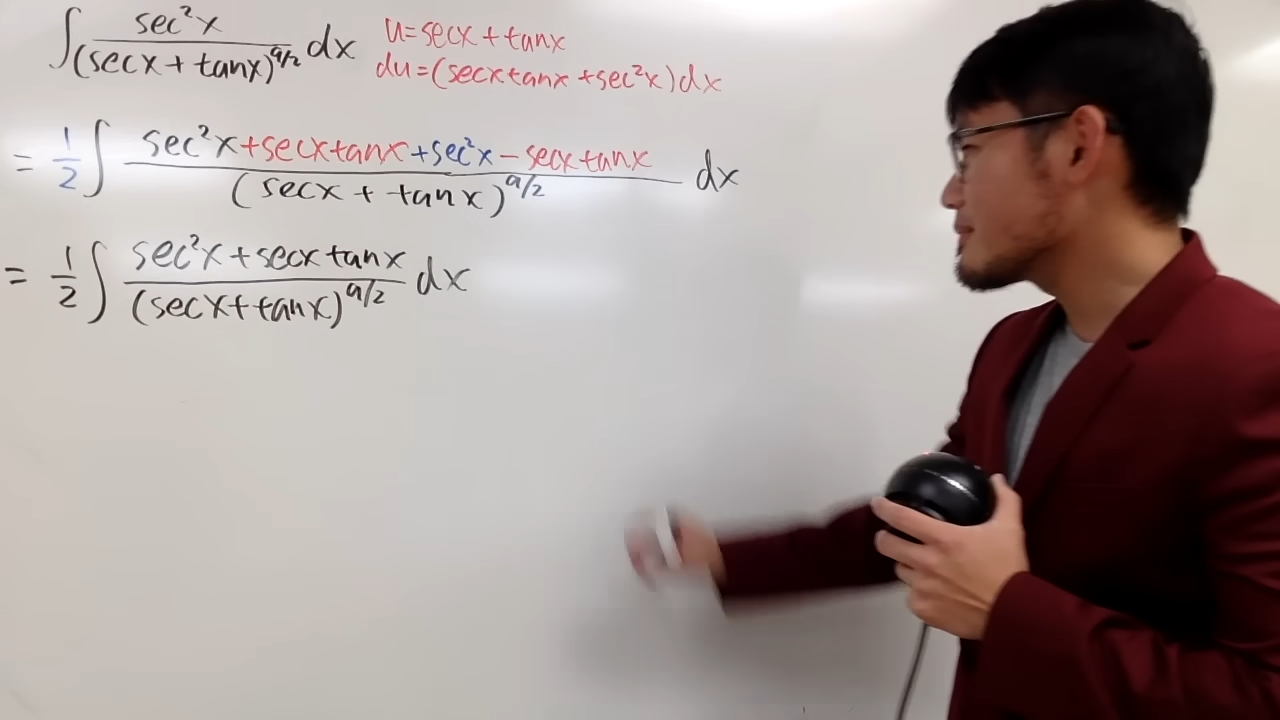 ∫ sec²x / (secx + tanx)^(9/2) dx
u = secx + tanx
du = (secxtanx + sec²x)dx
= 1/2 ∫ sec²x + secxtanx + sec²x - secxtanx / (secx + tanx)^(9/2) dx
= 1/2 ∫ sec²x + secxtanx / (secx + tanx)^(9/2) dx